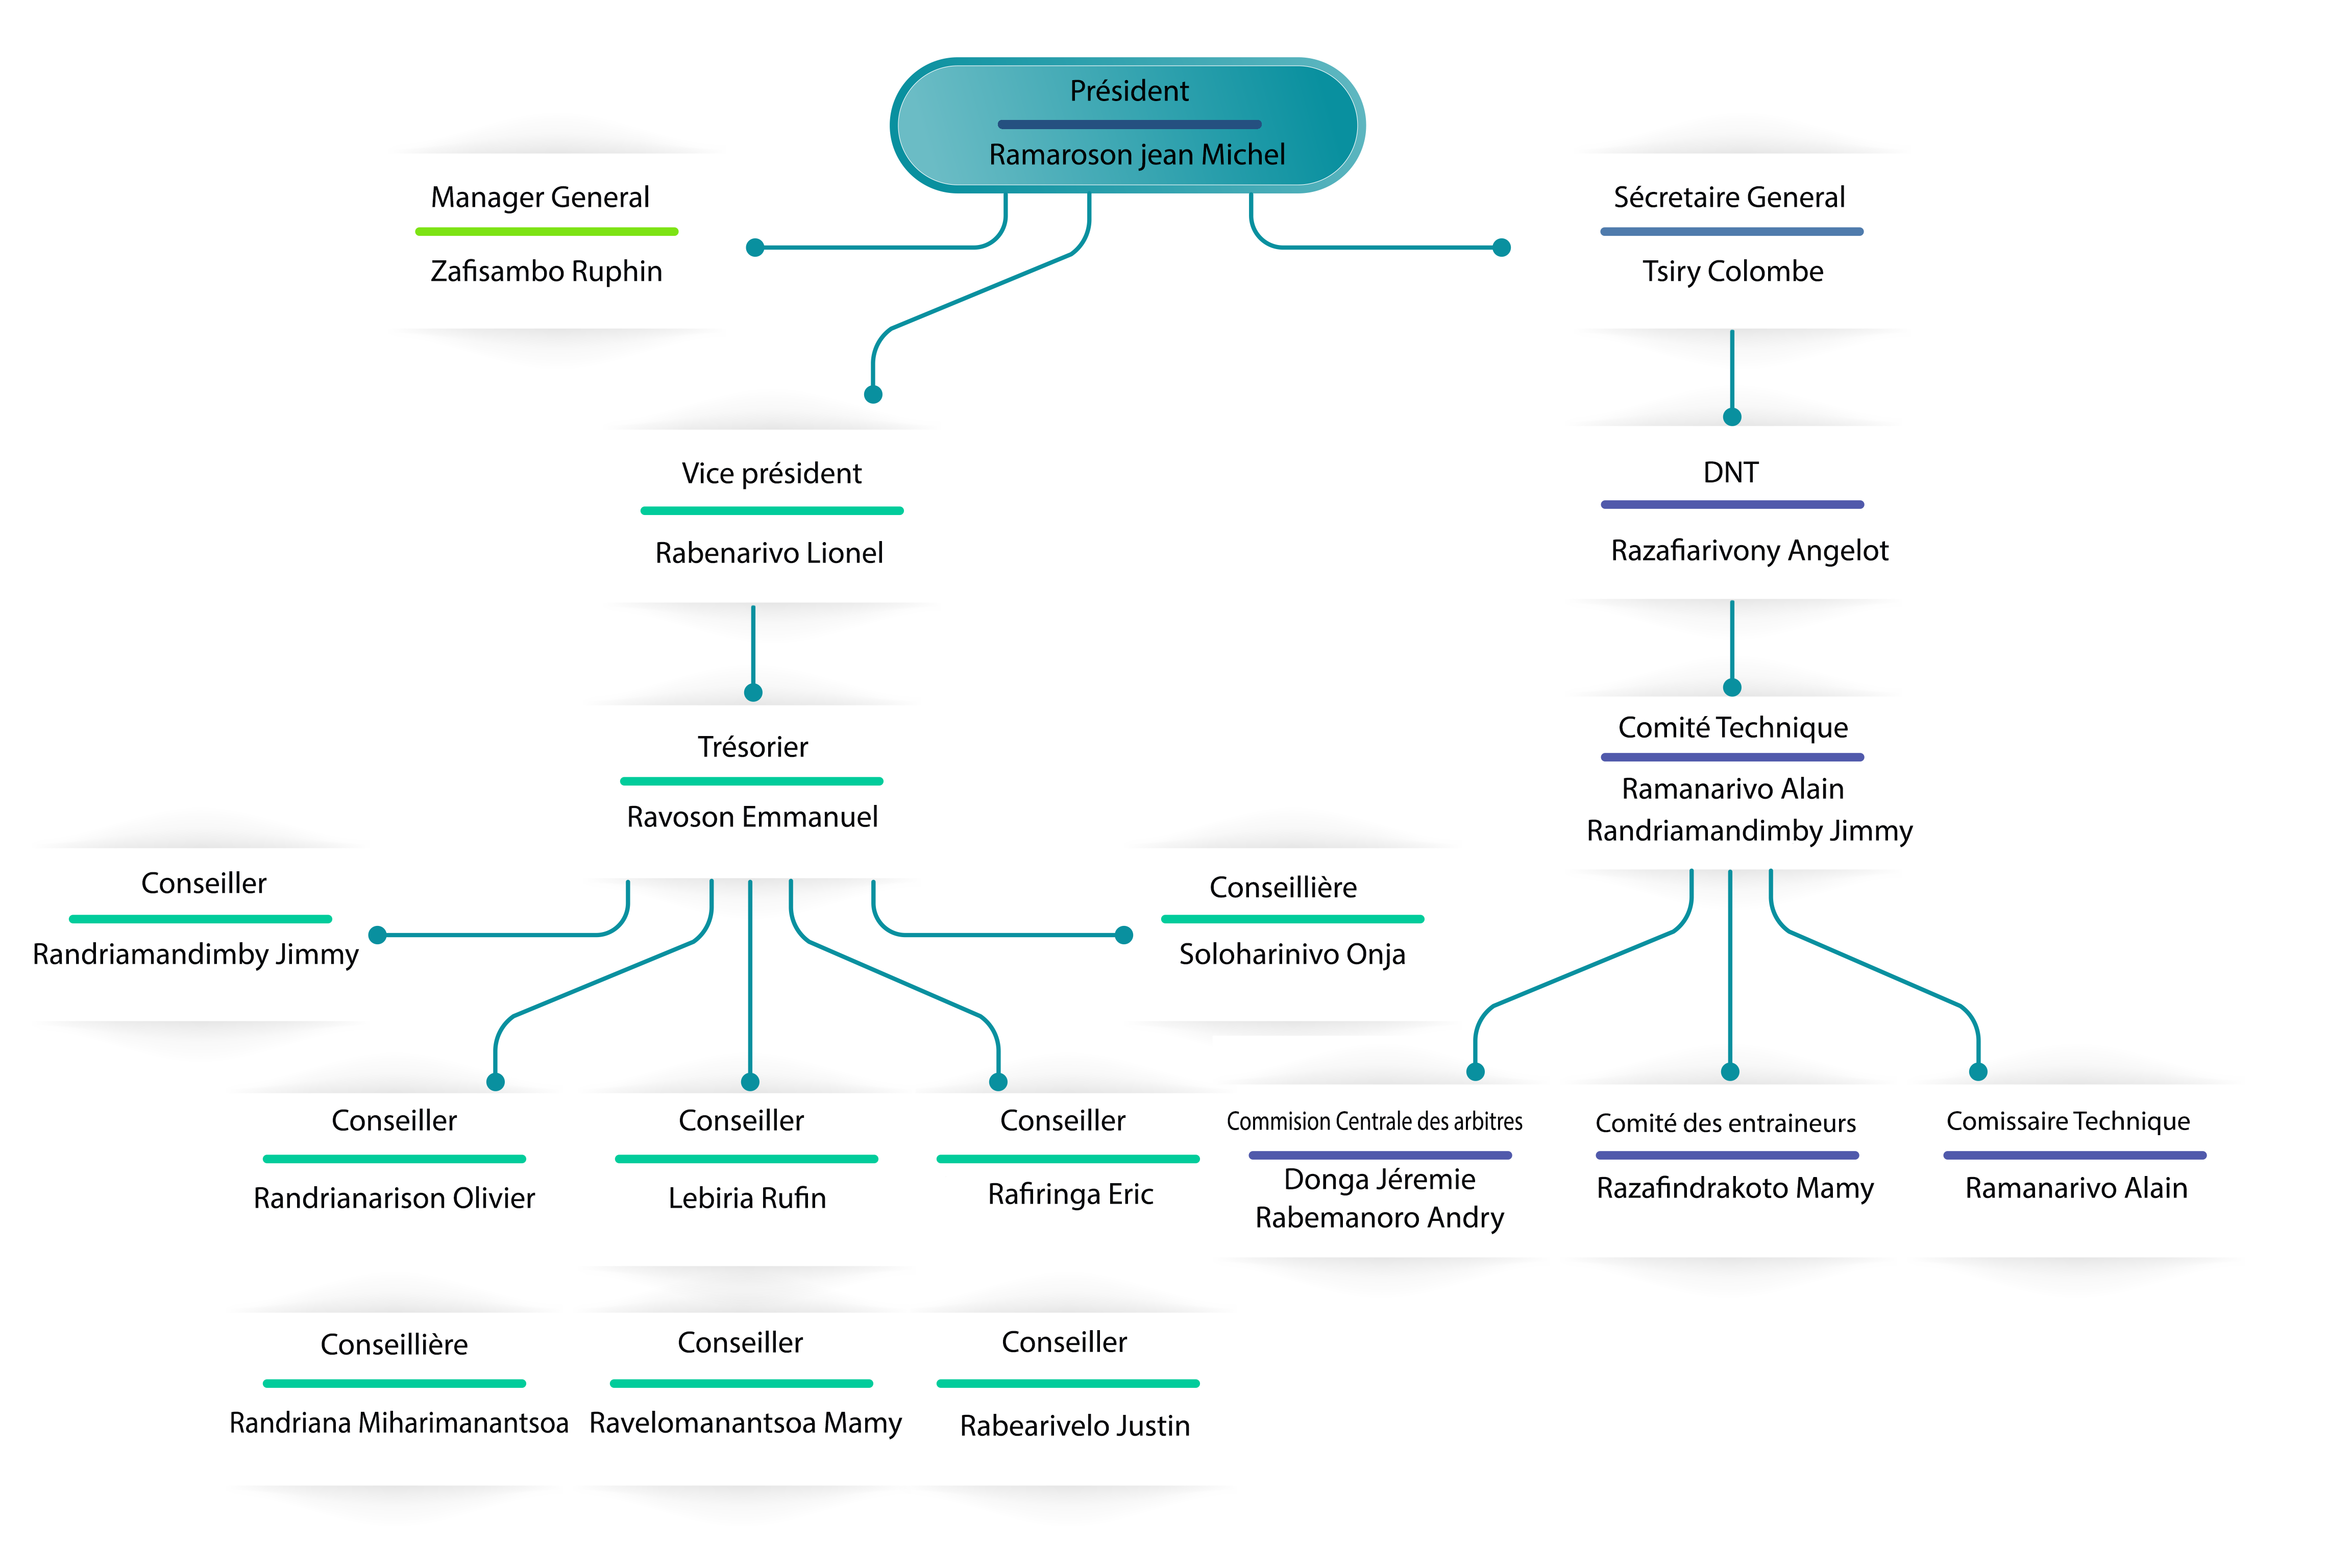 Président
Ramaroson jean Michel
Manager General
Zafisambo Ruphin
Sécretaire General
Tsiry Colombe
Vice président
Rabenarivo Lionel
DNT
Razafiarivony Angelot
Trésorier
Ravoson Emmanuel
Comité Technique
Ramanarivo Alain
Randriamandimby Jimmy
Conseiller
Randriamandimby Jimmy
Conseillière
Soloharinivo Onja
Conseiller
Randrianarison Olivier
Conseiller
Lebiria Rufin
Conseiller
Rafiringa Eric
Commision Centrale des arbitres
Donga Jéremie
Rabemanoro Andry
Comité des entraineurs
Razafindrakoto Mamy
Comissaire Technique
Ramanarivo Alain
Conseillière
Randriana Miharimanantsoa
Conseiller
Ravelomanantsoa Mamy
Conseiller
Rabearivelo Justin